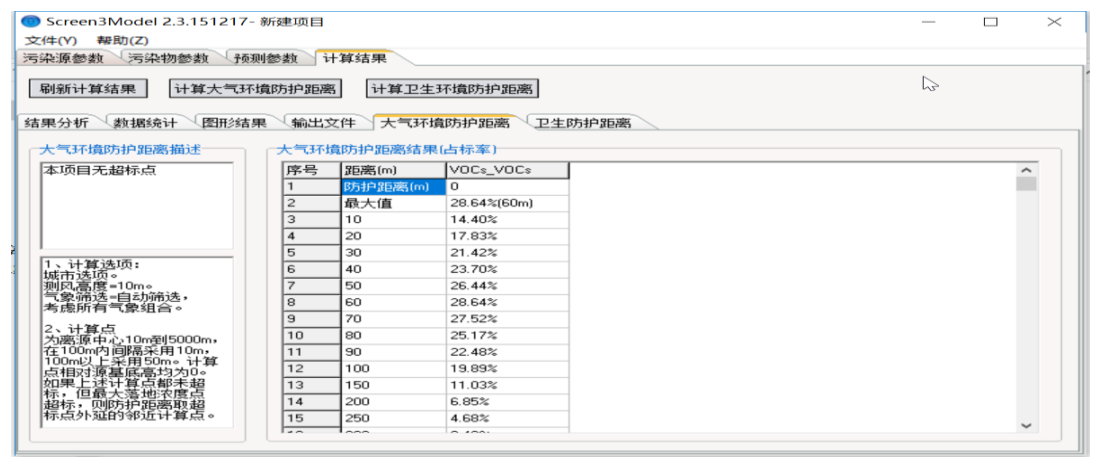 Screen3Model 2.3.151217- 新建项目
文件(Y) 帮助(Z)
污染源参数 污染物参数 预测参数 计算结果
刷新计算结果 计算大气环境防护距离 计算卫生环境防护距离
结果分析 数据统计 图形结果 输出文件 大气环境防护距离 卫生防护距离
大气环境防护距离描述
本项目无超标点
1、计算选项:
城市选项。
测风高度=10m。
气象筛选=自动筛选,
考虑所有气象组合。
2、计算点
为离源中心10m到5000m,
在100m内间隔采用10m,
100m以上采用50m。计算
点相对源基底高均为0。
如果上述计算点都未超
标,但最大落地浓度点
超标,则防护距离取超
标点外延的邻近计算点。
大气环境防护距离结果(占标率)
序号 距离(m) VOCs_VOCs
1 防护距离(m) 0
2 最大值 28.64%(60m)
3 10 14.40%
4 20 17.83%
5 30 21.42%
6 40 23.70%
7 50 26.44%
8 60 28.64%
9 70 27.52%
10 80 25.17%
11 90 22.48%
12 100 19.89%
13 150 11.03%
14 200 6.85%
15 250 4.68%